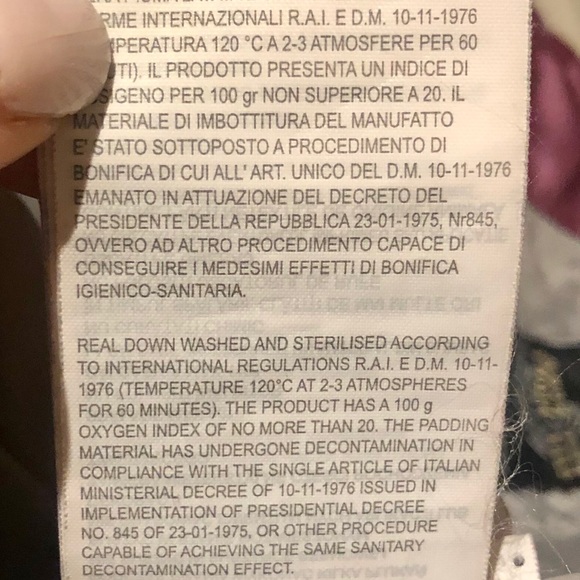 RME INTERNAZIONALI R.A.I. E D.M. 10-11-1976
MPERATURA 120 °C A 2-3 ATMOSFERE PER 60
UTI). IL PRODOTTO PRESENTA UN INDICE DI
SIGENO PER 100 gr NON SUPERIORE A 20. IL
MATERIALE DI IMBOTTITURA DEL MANUFATTO
E' STATO SOTTOPOSTO A PROCEDIMENTO DI
BONIFICA DI CUI ALL' ART. UNICO DEL D.M. 10-11-1976
EMANATO IN ATTUAZIONE DEL DECRETO DEL
PRESIDENTE DELLA REPUBBLICA 23-01-1975, Nr845,
OVVERO AD ALTRO PROCEDIMENTO CAPACE DI
CONSEGUIRE I MEDESIMI EFFETTI DI BONIFICA
IGIENICO-SANITARIA.
REAL DOWN WASHED AND STERILISED ACCORDING
TO INTERNATIONAL REGULATIONS R.A.I. E D.M. 10-11-
1976 (TEMPERATURE 120°C AT 2-3 ATMOSPHERES
FOR 60 MINUTES). THE PRODUCT HAS A 100 g
OXYGEN INDEX OF NO MORE THAN 20. THE PADDING
MATERIAL HAS UNDERGONE DECONTAMINATION IN
COMPLIANCE WITH THE SINGLE ARTICLE OF ITALIAN
MINISTERIAL DECREE OF 10-11-1976 ISSUED IN
IMPLEMENTATION OF PRESIDENTIAL DECREE
NO. 845 OF 23-01-1975, OR OTHER PROCEDURE
CAPABLE OF ACHIEVING THE SAME SANITARY
DECONTAMINATION EFFECT.